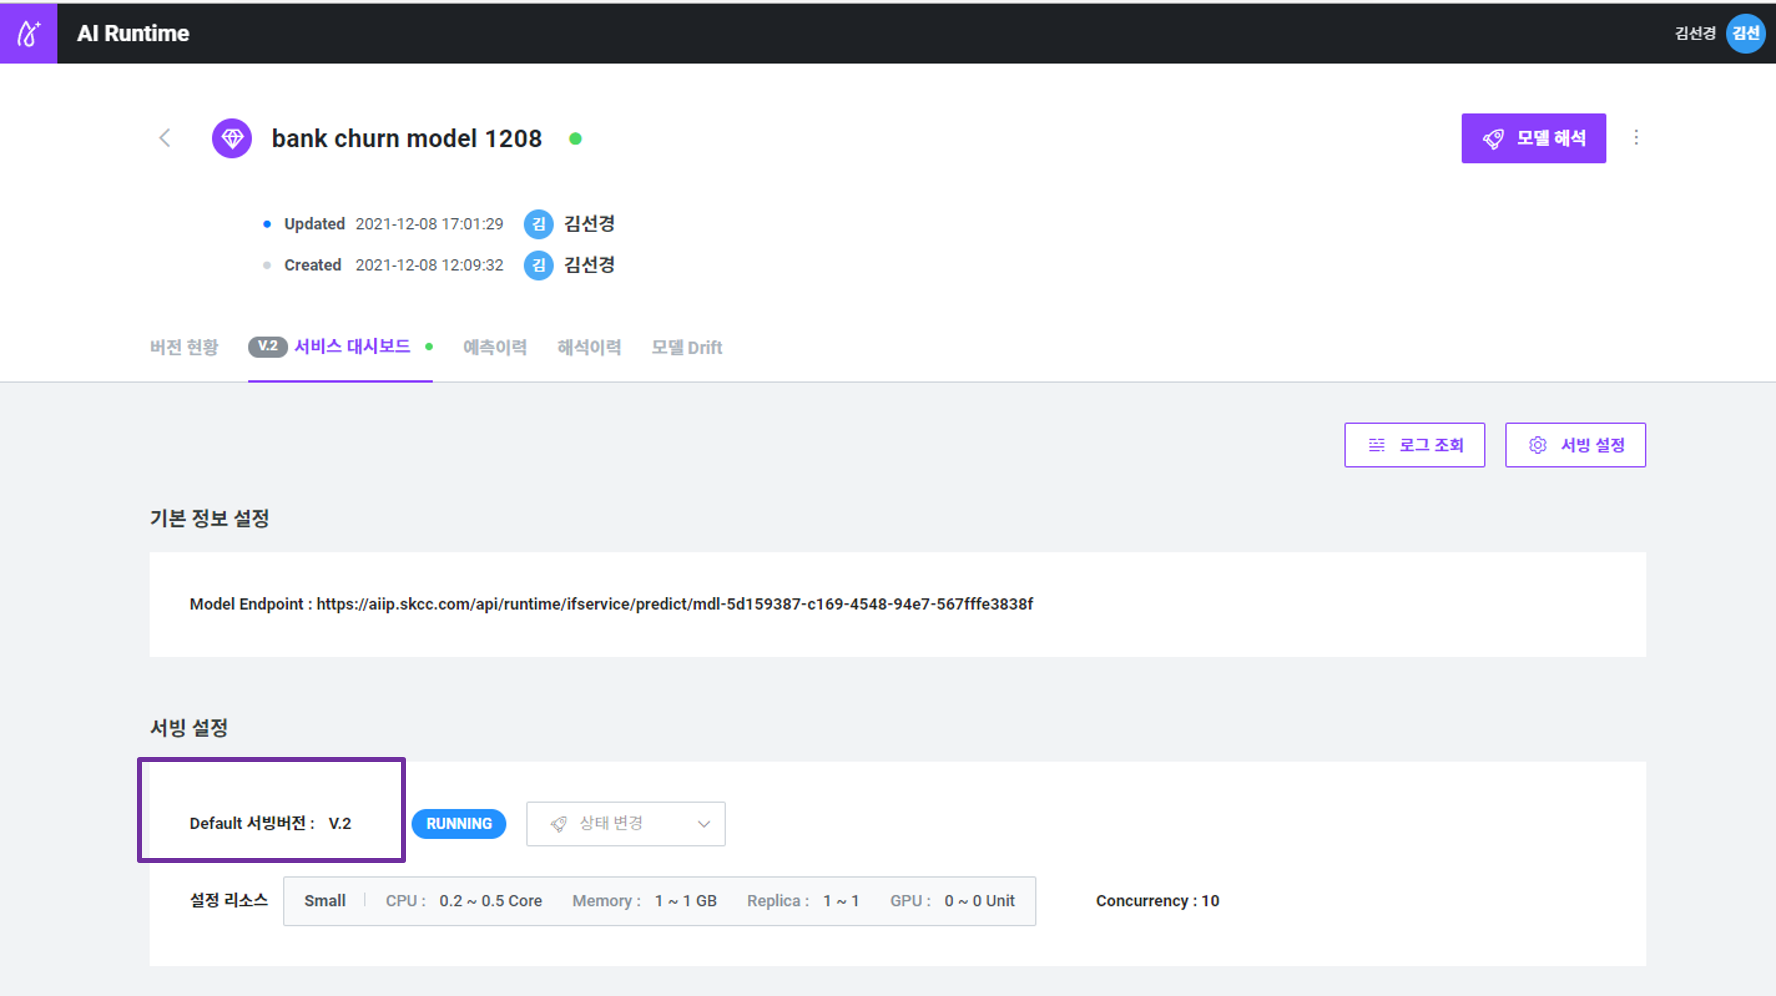 AI Runtime
김선경 김선
bank churn model 1208
모델 해석
Updated 2021-12-08 17:01:29 김 김선경
Created 2021-12-08 12:09:32 김 김선경
버전 현황 V.2 서비스 대시보드 예측이력 해석이력 모델 Drift
로그 조회 서빙 설정
기본 정보 설정
Model Endpoint : https://aiip.skcc.com/api/runtime/ifservice/predict/mdl-5d159387-c169-4548-94e7-567fffe3838f
서빙 설정
Default 서빙버전 : V.2 RUNNING 상태 변경
설정 리소스 Small CPU : 0.2 ~ 0.5 Core Memory : 1 ~ 1 GB Replica : 1 ~ 1 GPU : 0 ~ 0 Unit Concurrency : 10